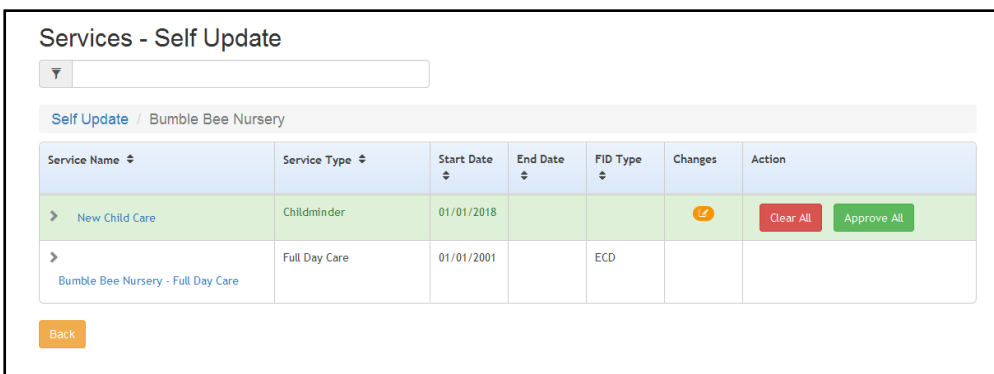 Services - Self Update
Self Update / Bumble Bee Nursery
Service Name Service Type Start Date End Date FID Type Changes Action
New Child Care Childminder 01/01/2018 Clear All Approve All
Full Day Care 01/01/2001 ECD
Bumble Bee Nursery - Full Day Care
Back